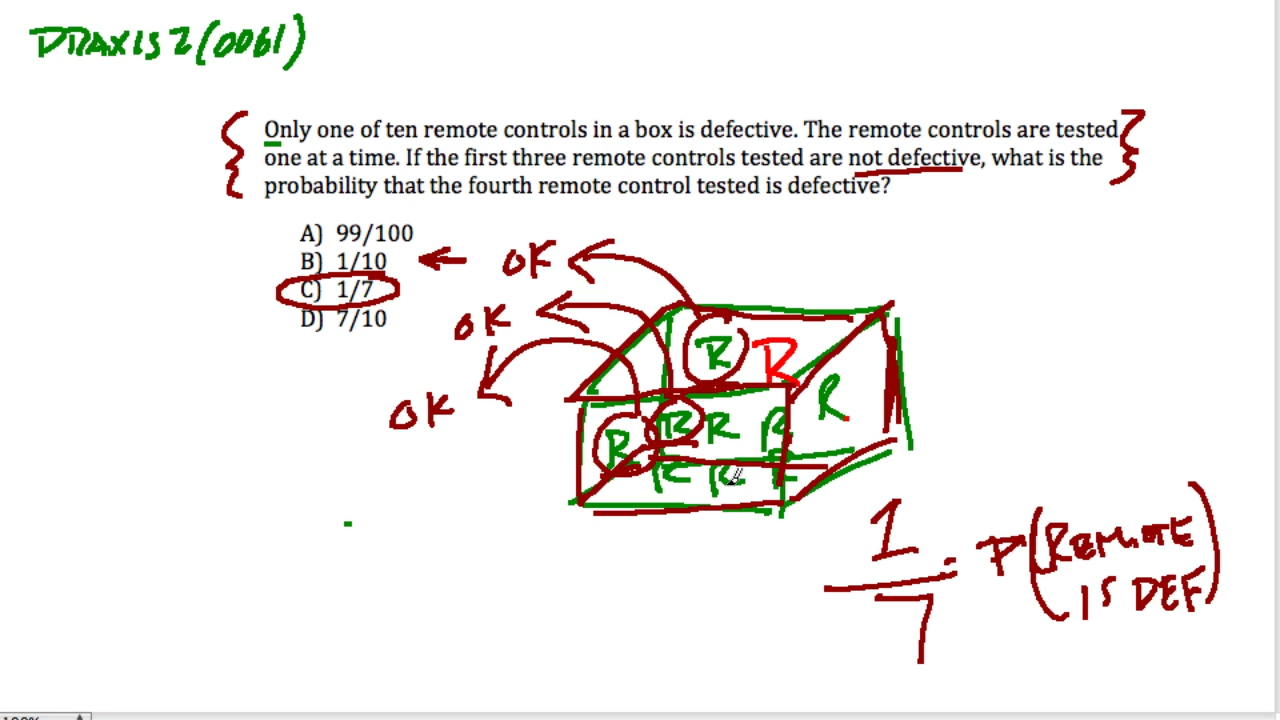 PRAXIS 2 (0061)
Only one of ten remote controls in a box is defective. The remote controls are tested
one at a time. If the first three remote controls tested are not defective, what is the
probability that the fourth remote control tested is defective?
A) 99/100
B) 1/10
C) 1/7
D) 7/10
OK
OK
OK
R R
R
R R R R
R R R
1
7
= P(REMOTE
IS DEF)
100%